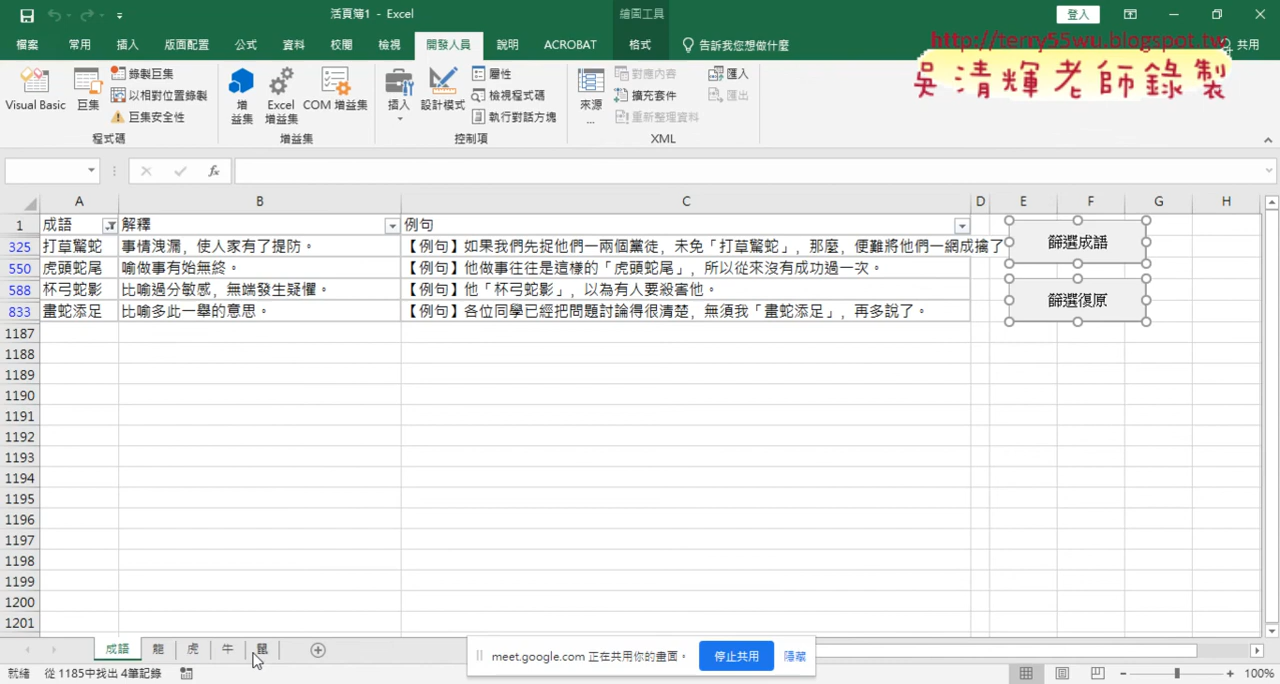 活頁簿1 - Excel
繪圖工具
登入
檔案 常用 插入 版面配置 公式 資料 校閱 檢視 開發人員 說明 ACROBAT 格式 告訴我您想做什麼 共用
http://terry55wu.blogspot.tw
吳清輝老師錄製
Visual Basic 巨集 錄製巨集 以相對位置錄製 巨集安全性
增益集 Excel 增益集 COM 增益集
插入 設計模式 屬性 檢視程式碼 執行對話方塊
來源... 對應內容 擴充套件 重新整理資料 匯入 匯出
程式碼 增益集 控制項 XML
fx
A B C D E F G H
1 成語 解釋 例句
325 打草驚蛇 事情洩漏，使人家有了提防。 【例句】如果我們先捉他們一兩個黨徒，未免「打草驚蛇」，那麼，便難將他們一網成擒了
550 虎頭蛇尾 喻做事有始無終。 【例句】他做事往往是這樣的「虎頭蛇尾」，所以從來沒有成功過一次。
588 杯弓蛇影 比喻過分敏感，無端發生疑懼。 【例句】他「杯弓蛇影」，以為有人要殺害他。
833 畫蛇添足 比喻多此一舉的意思。 【例句】各位同學已經把問題討論得很清楚，無須我「畫蛇添足」，再多說了。
篩選成語
篩選復原
1187
1188
1189
1190
1191
1192
1193
1194
1195
1196
1197
1198
1199
1200
1201
成語 龍 虎 牛 鼠
meet.google.com 正在共用你的畫面。 停止共用 隱藏
就緒 從 1185中找出 4筆記錄 100%